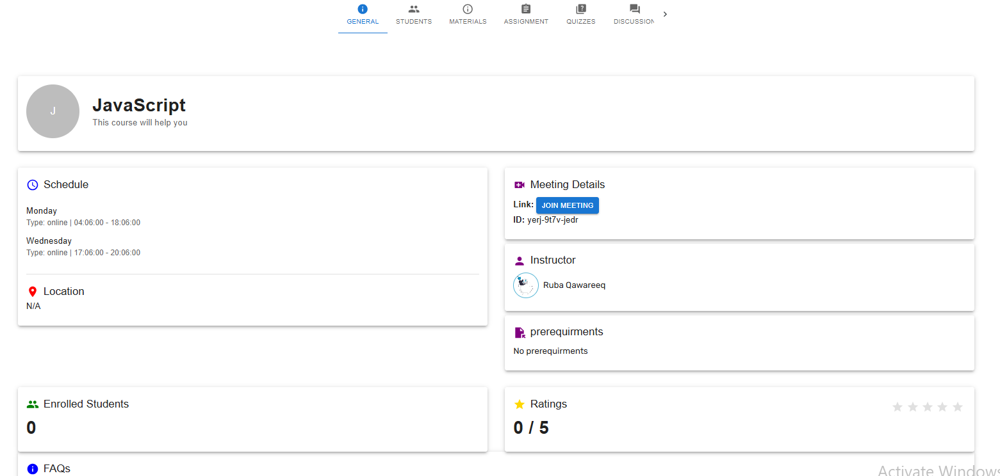 GENERAL STUDENTS MATERIALS ASSIGNMENT QUIZZES DISCUSSION
J
JavaScript
This course will help you
Schedule
Monday
Type: online | 04:06:00 - 18:06:00
Wednesday
Type: online | 17:06:00 - 20:06:00
Location
N/A
Meeting Details
Link: JOIN MEETING
ID: yerj-9t7v-jedr
Instructor
Ruba Qawareeq
prerequirments
No prerequirments
Enrolled Students
0
Ratings
0 / 5
FAQs
Activate Windows